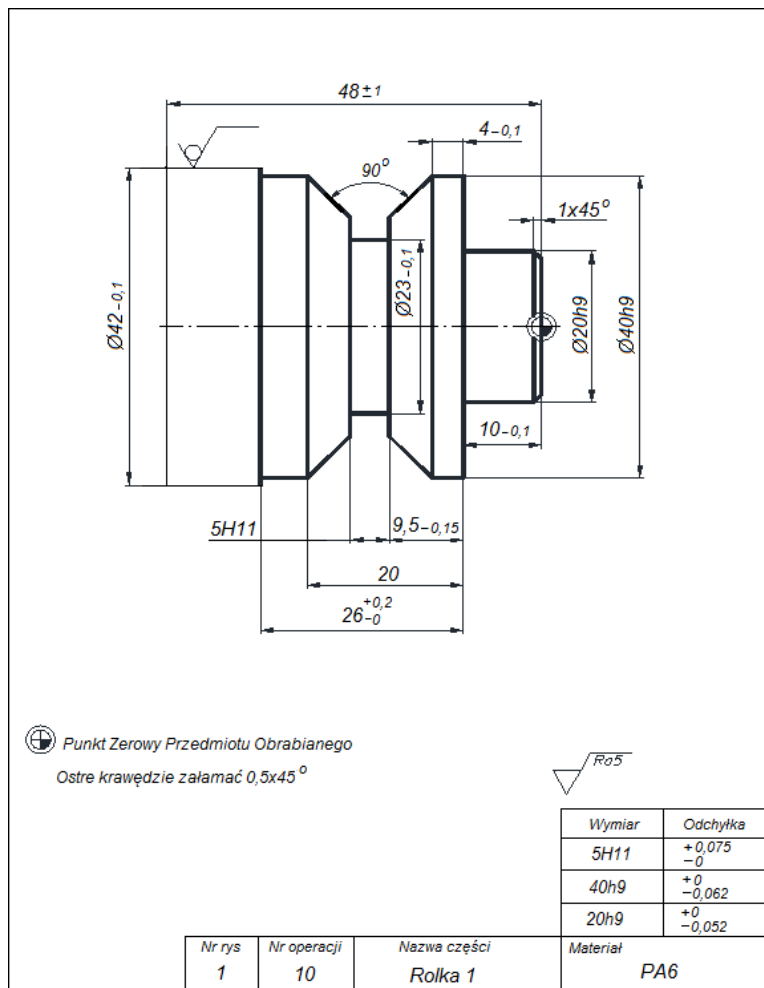 48±1
4-0,1
90°
1x45°
Ø42-0,1
Ø23-0,1
Ø20h9
Ø40h9
10-0,1
5H11
9,5-0,15
20
26 +0,2 -0
Punkt Zerowy Przedmiotu Obrabianego
Ostre krawędzie załamać 0,5x45°
Ra5
Wymiar Odchyłka
5H11 +0,075 -0
40h9 +0 -0,062
20h9 +0 -0,052
Nr rys Nr operacji Nazwa części Materiał
1 10 Rolka 1 PA6